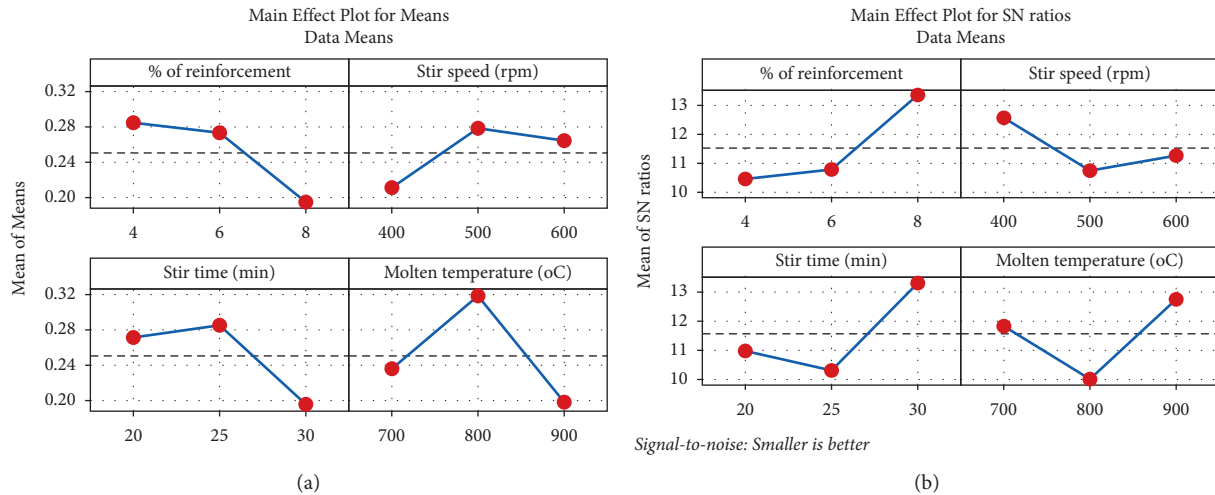 Main Effect Plot for Means
Data Means
% of reinforcement
Stir speed (rpm)
0.32
0.28
0.24
0.20
4
6
8
400
500
600
Mean of Means
Stir time (min)
Molten temperature (oC)
0.32
0.28
0.24
0.20
20
25
30
700
800
900
(a)
Main Effect Plot for SN ratios
Data Means
% of reinforcement
Stir speed (rpm)
13
12
11
10
4
6
8
400
500
600
Mean of SN ratios
Stir time (min)
Molten temperature (oC)
13
12
11
10
20
25
30
700
800
900
Signal-to-noise: Smaller is better
(b)